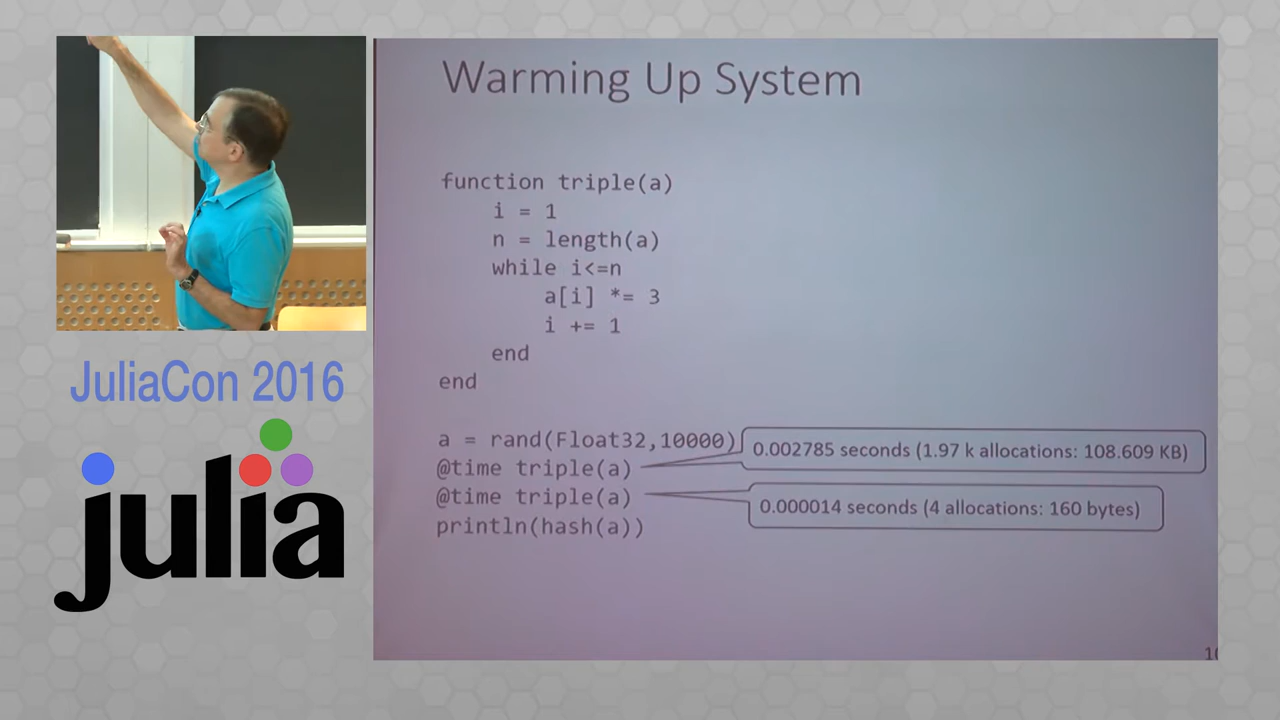 Warming Up System
function triple(a)
i = 1
n = length(a)
while i<=n
a[i] *= 3
i += 1
end
end
a = rand(Float32,10000)
0.002785 seconds (1.97 k allocations: 108.609 KB)
@time triple(a)
@time triple(a)
0.000014 seconds (4 allocations: 160 bytes)
println(hash(a))
JuliaCon 2016
julia